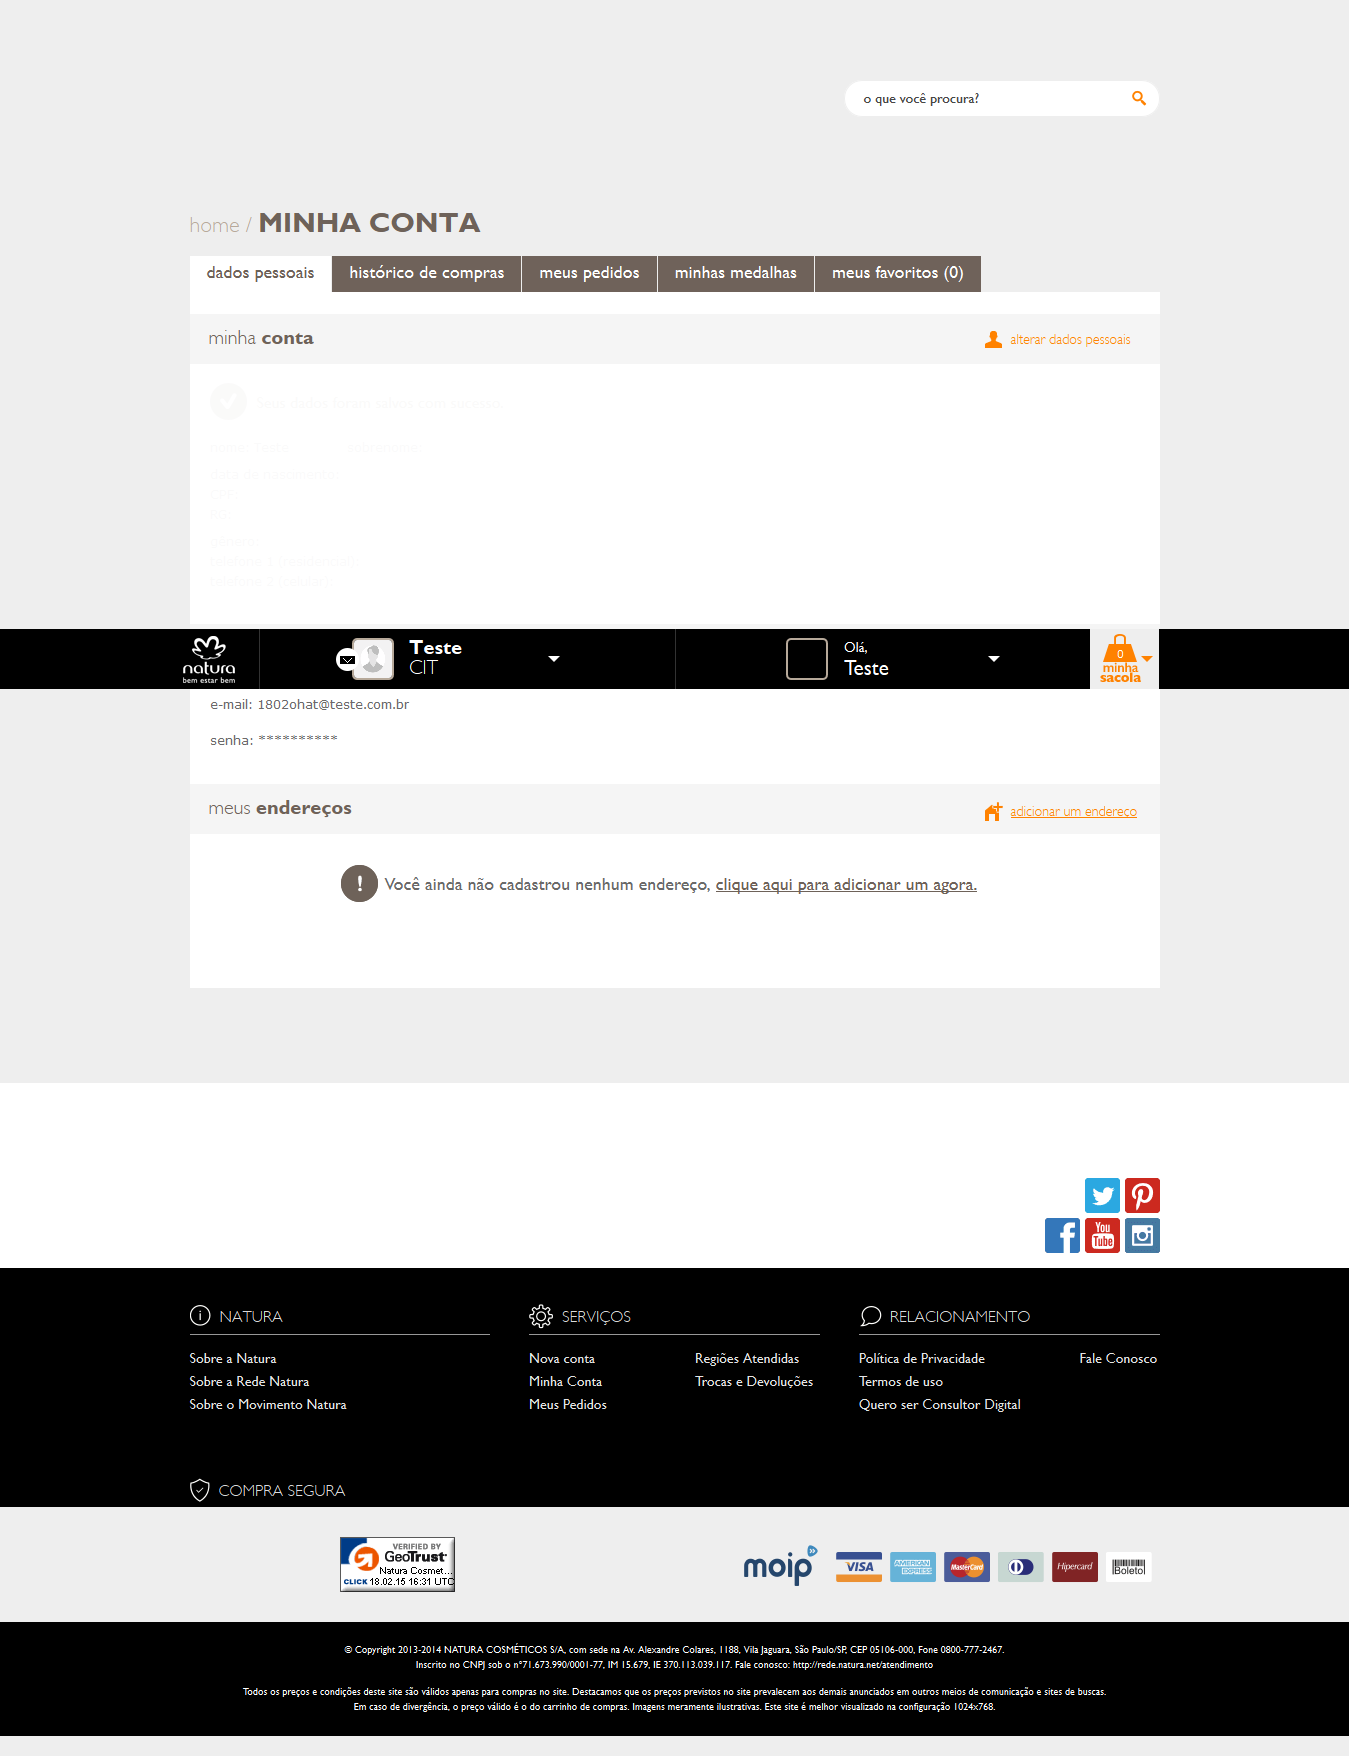 o que você procura?
home / MINHA CONTA
dados pessoais
histórico de compras
meus pedidos
minhas medalhas
meus favoritos (0)
minha conta
alterar dados pessoais
Seus dados foram salvos com sucesso.
natura
bem estar bem
Teste
CIT
Olá,
Teste
0
minha
sacola
e-mail: 1802ohat@teste.com.br
senha: **********
meus endereços
adicionar um endereco
! Você ainda não cadastrou nenhum endereço, clique aqui para adicionar um agora.
You
Tube
NATURA
Sobre a Natura
Sobre a Rede Natura
Sobre o Movimento Natura
SERVIÇOS
Nova conta
Minha Conta
Meus Pedidos
Regiões Atendidas
Trocas e Devoluções
RELACIONAMENTO
Política de Privacidade
Termos de uso
Quero ser Consultor Digital
Fale Conosco
COMPRA SEGURA
VERIFIED BY
GeoTrust
Natura Cosmet...
CLICK 18.02.15 16:31 UTC
moip
VISA
AMERICAN EXPRESS
MasterCard
Hipercard
Boleto
© Copyright 2013-2014 NATURA COSMÉTICOS S/A, com sede na Av. Alexandre Colares, 1188, Vila Jaguara, São Paulo/SP, CEP 05106-000, Fone 0800-777-2467.
Inscrito no CNPJ sob o nº71.673.990/0001-77, IM 15.679, IE 370.113.039.117. Fale conosco: http://rede.natura.net/atendimento
Todos os preços e condições deste site são válidos apenas para compras no site. Destacamos que os preços previstos no site prevalecem aos demais anunciados em outros meios de comunicação e sites de buscas.
Em caso de divergência, o preço válido é o do carrinho de compras. Imagens meramente ilustrativas. Este site é melhor visualizado na configuração 1024x768.